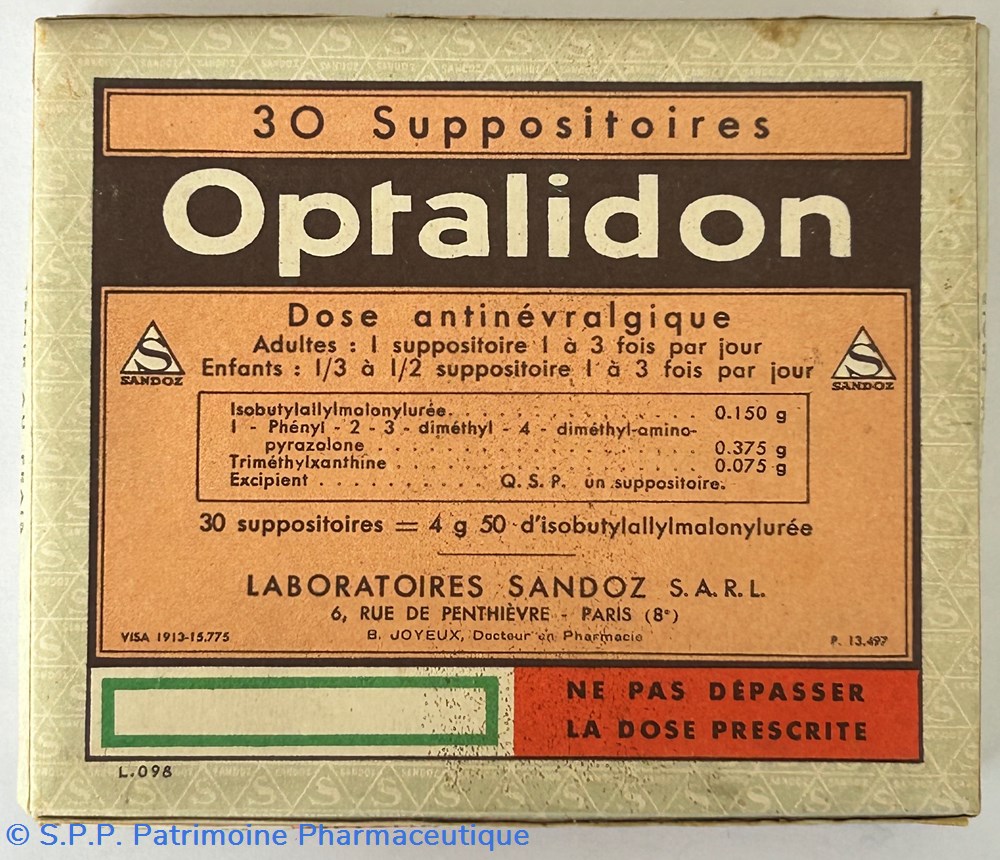 30 Suppositoires
Optalidon
Dose antinévralgique
Adultes : 1 suppositoire 1 à 3 fois par jour
Enfants : 1/3 à 1/2 suppositoire 1 à 3 fois par jour
S
SANDOZ
S
SANDOZ
Isobutylallylmalonylurée. . . . . . . . . . . . . . . . . 0.150 g
1 - Phényl - 2 - 3 - diméthyl - 4 - diméthyl-amino-
pyrazolone . . . . . . . . . . . . . . . . . . . . 0.375 g
Triméthylxanthine . . . . . . . . . . . . . . . . . . . . 0.075 g
Excipient . . . . . . . . . . Q.S.P. un suppositoire.
30 suppositoires = 4 g 50 d'isobutylallylmalonylurée
LABORATOIRES SANDOZ S.A.R.L.
6, RUE DE PENTHIÈVRE - PARIS (8e)
B. JOYEUX, Docteur en Pharmacie
VISA 1913-15.775
P. 13.497
NE PAS DÉPASSER
LA DOSE PRESCRITE
L.098
© S.P.P. Patrimoine Pharmaceutique